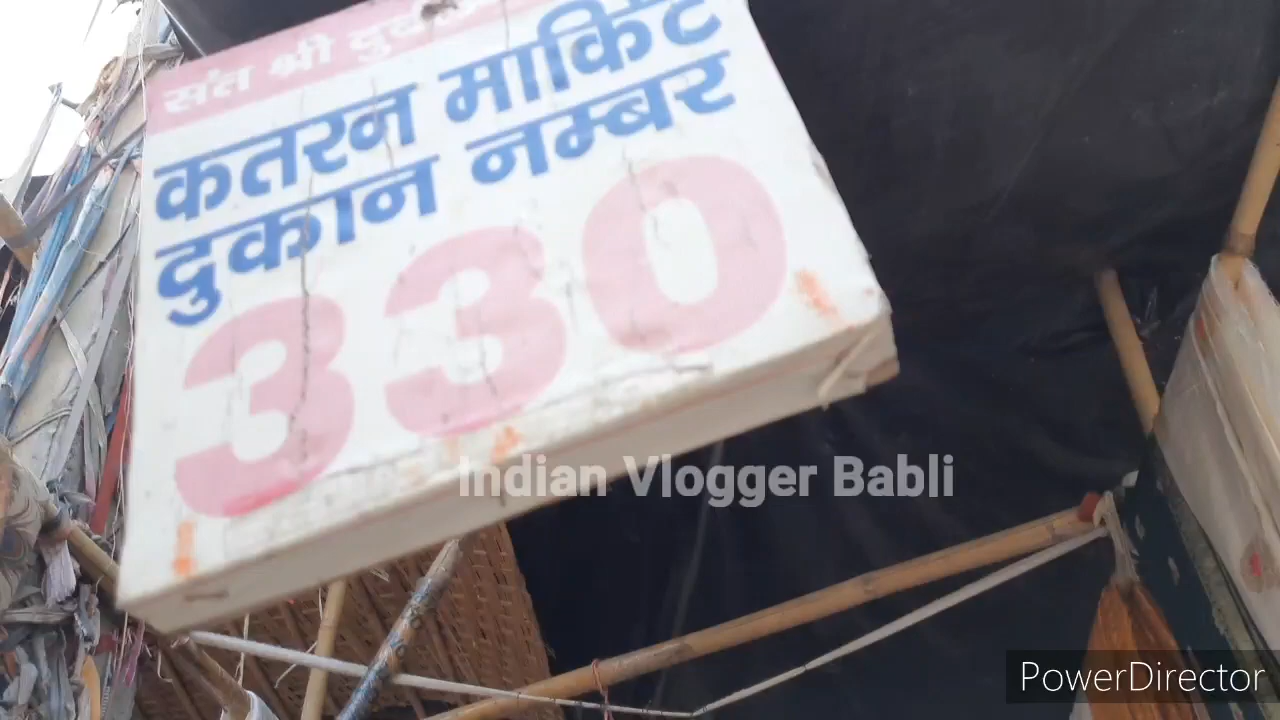 संत श्री
कतरन मार्किट
दुकान नम्बर
330
Indian Vlogger Babli
PowerDirector